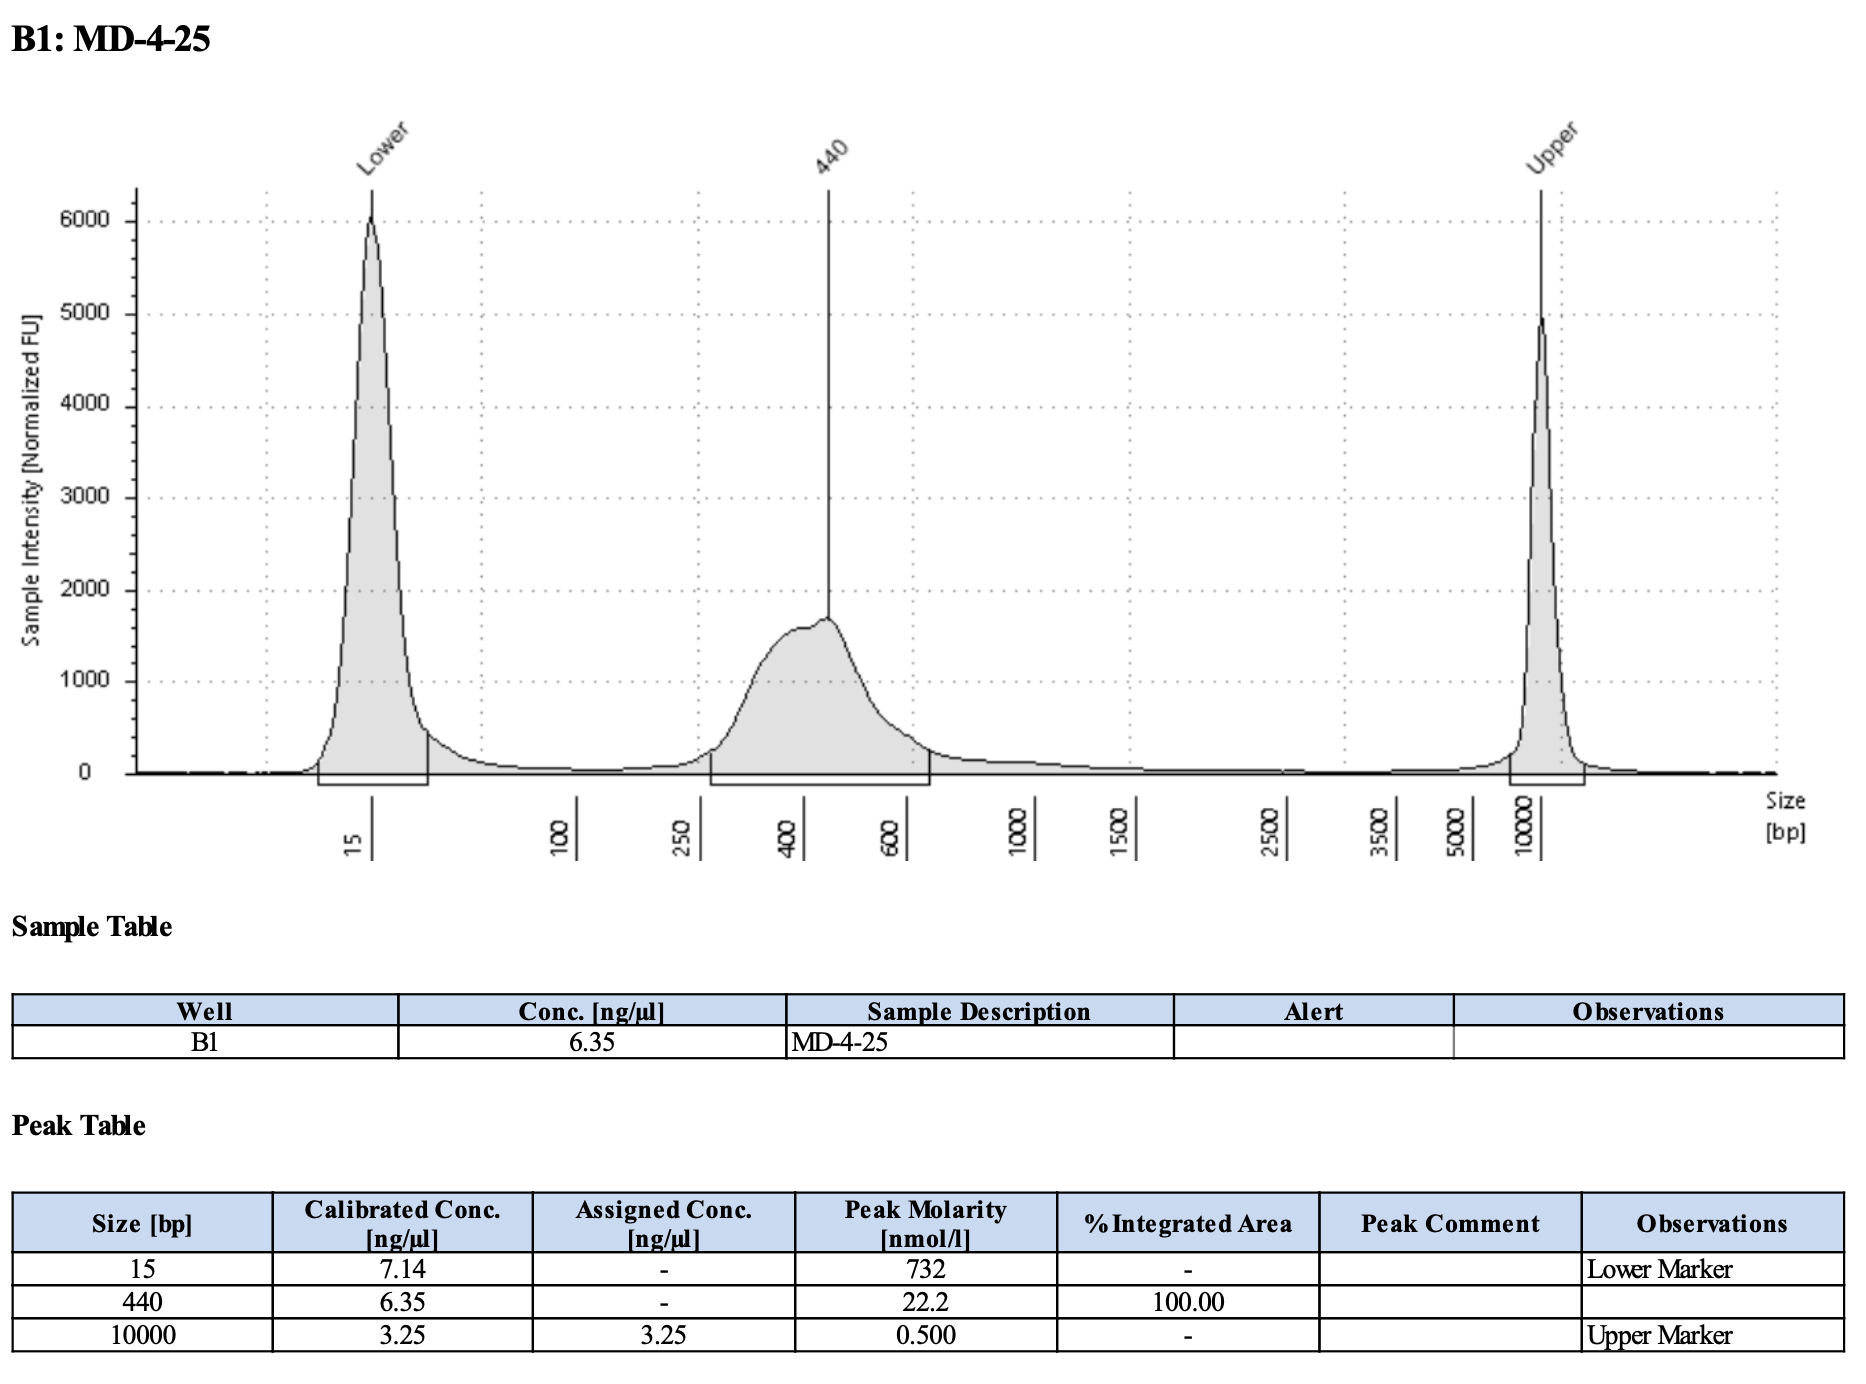 B1: MD-4-25
Lower
440
Upper
Sample Intensity [Normalized FU]
6000
5000
4000
3000
2000
1000
0
15
100
250
400
600
1000
1500
2500
3500
5000
10000
Size
[bp]
Sample Table
Well Conc. [ng/µl] Sample Description Alert Observations
B1 6.35 MD-4-25
Peak Table
Size [bp] Calibrated Conc. [ng/µl] Assigned Conc. [ng/µl] Peak Molarity [nmol/l] % Integrated Area Peak Comment Observations
15 7.14 - 732 - Lower Marker
440 6.35 - 22.2 100.00
10000 3.25 3.25 0.500 - Upper Marker